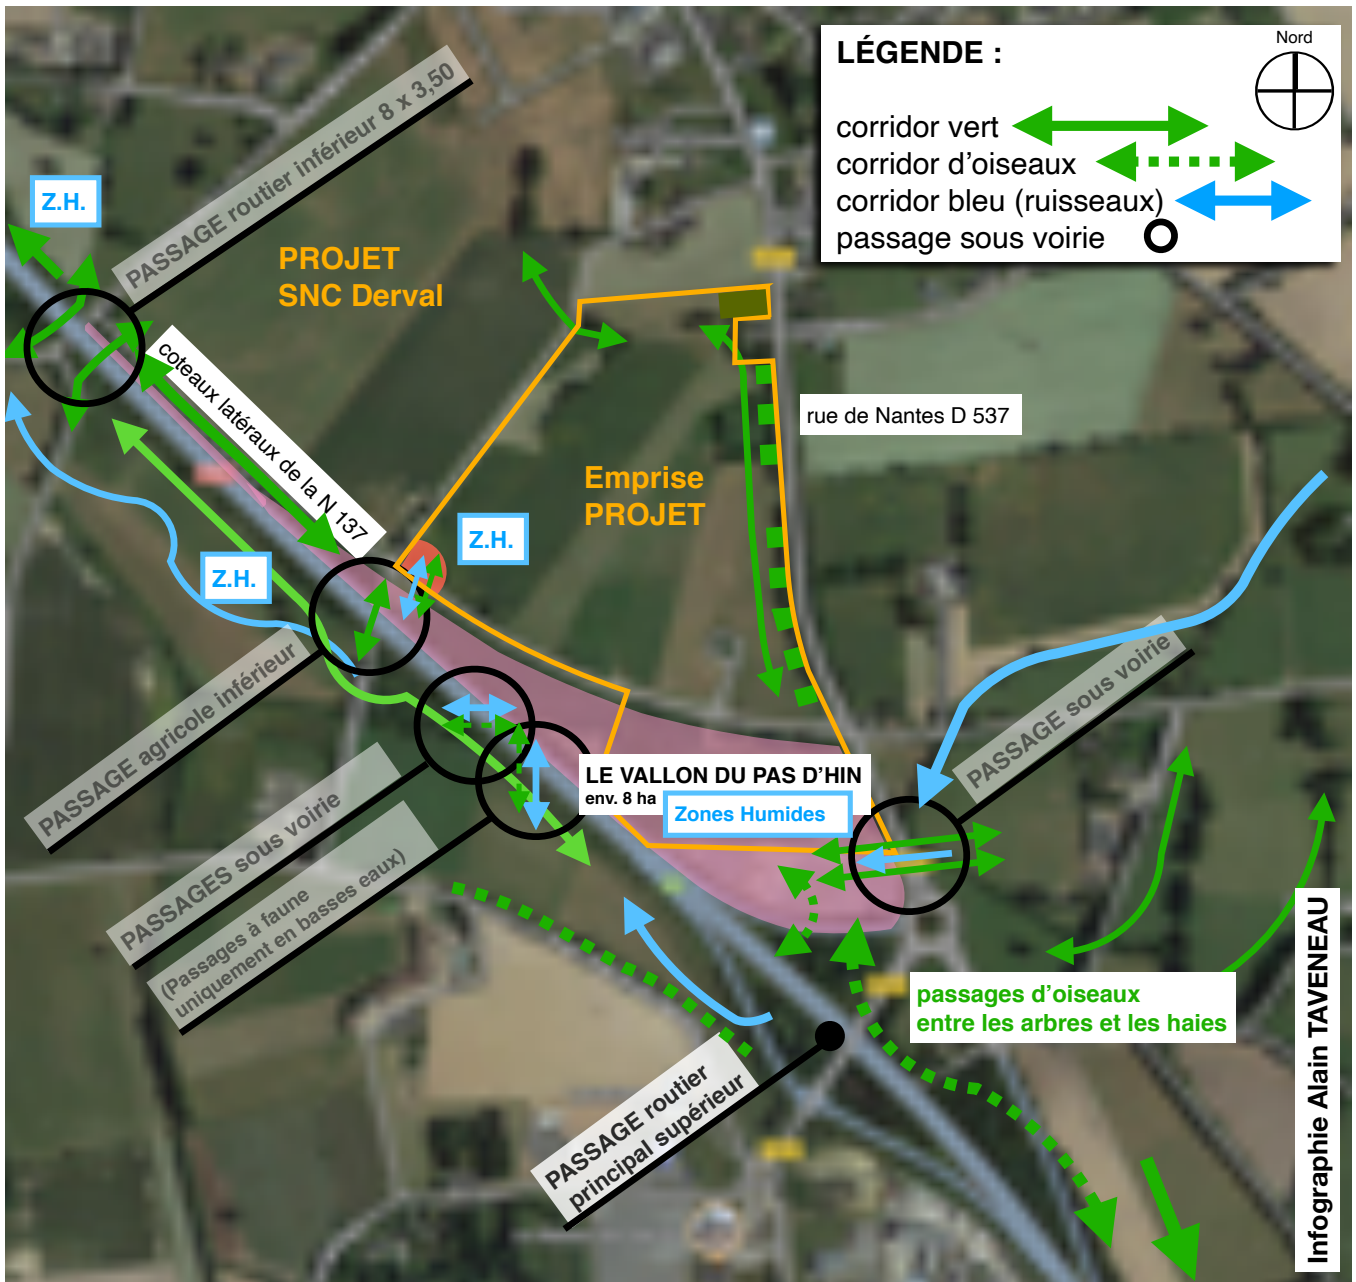 LÉGENDE :
Nord
corridor vert
corridor d'oiseaux
corridor bleu (ruisseaux)
passage sous voirie
PASSAGE routier inférieur 8 x 3,50
Z.H.
PROJET
SNC Derval
coteaux latéraux de la N 137
rue de Nantes D 537
Emprise
PROJET
Z.H.
Z.H.
PASSAGE agricole inférieur
PASSAGE sous voirie
PASSAGES sous voirie
(Passages à faune
uniquement en basses eaux)
LE VALLON DU PAS D'HIN
env. 8 ha
Zones Humides
passages d'oiseaux
entre les arbres et les haies
PASSAGE routier
principal supérieur
Infographie Alain TAVENEAU